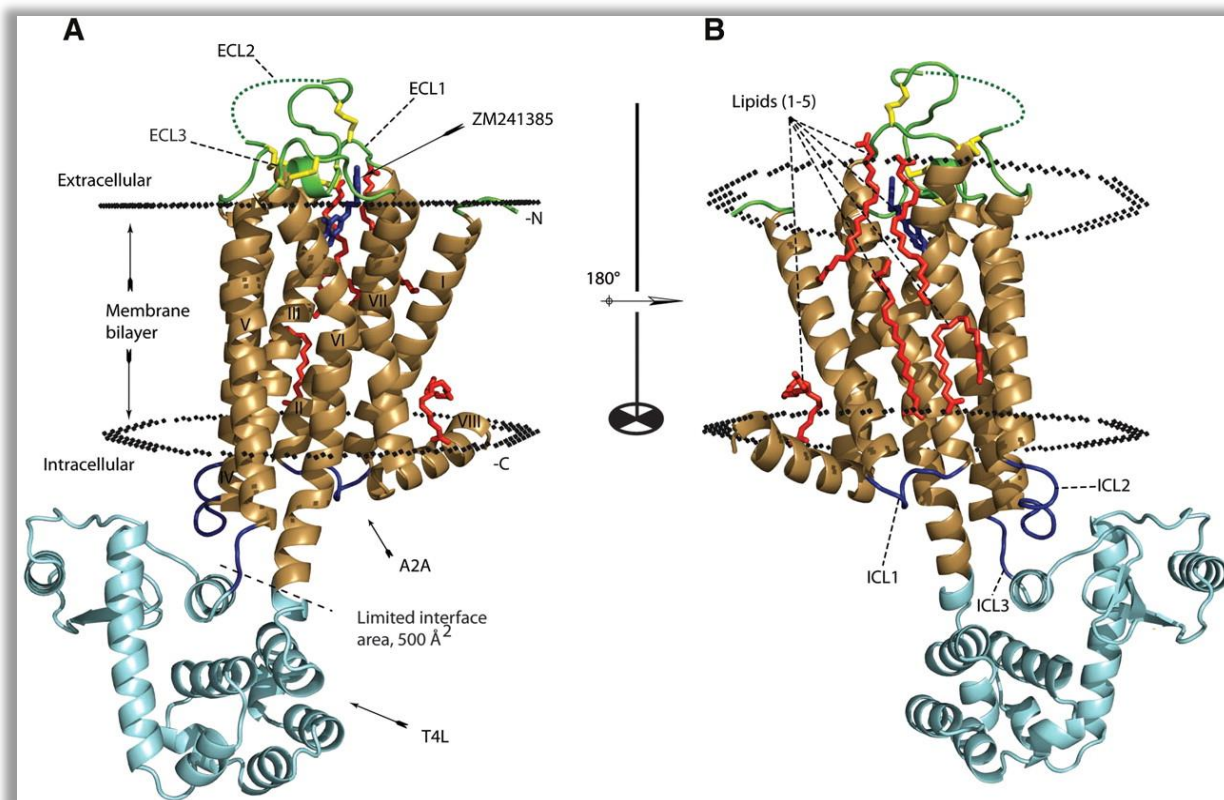 A
ECL2
ECL1
ZM241385
ECL3
Extracellular
-N
Membrane
bilayer
I
VII
III
V
VI
II
VIII
Intracellular
-C
IV
A2A
Limited interface
area, 500 Å2
T4L
180°
B
Lipids (1-5)
ICL2
ICL1
ICL3